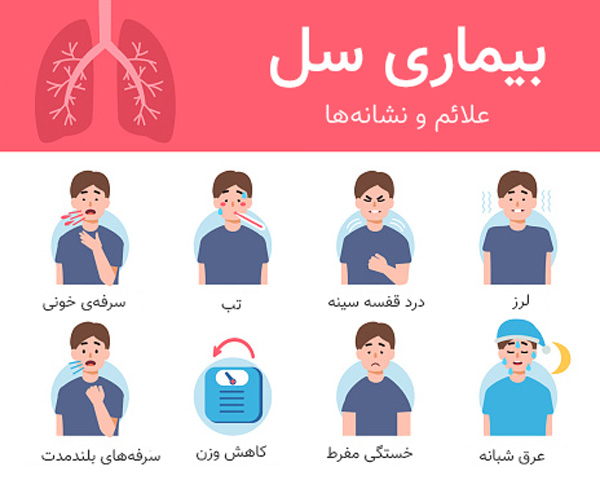 بیماری سل
علائم و نشانه‌ها
لرز
درد قفسه سینه
تب
سرفه‌ی خونی
عرق شبانه
خستگی مفرط
کاهش وزن
سرفه‌های بلندمدت